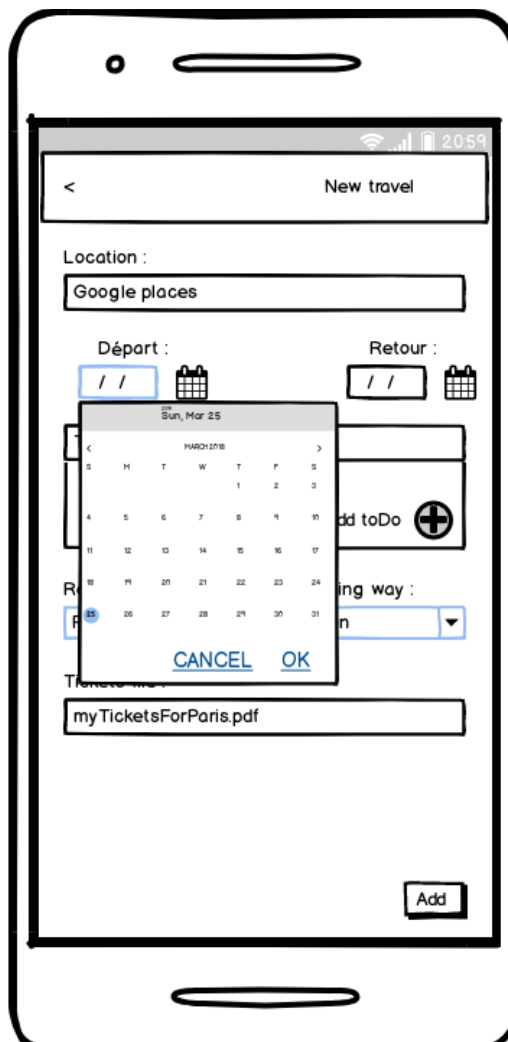 20:59
< New travel
Location :
Google places
Départ : Retour :
/ / / /
2018
Sun, Mar 25
< MARCH 2018 >
S M T W T F S
1 2 3
4 5 6 7 8 9 10
11 12 13 14 15 16 17
18 19 20 21 22 23 24
25 26 27 28 29 30 31
CANCEL OK
dd toDo
ing way :
n
myTicketsForParis.pdf
Add